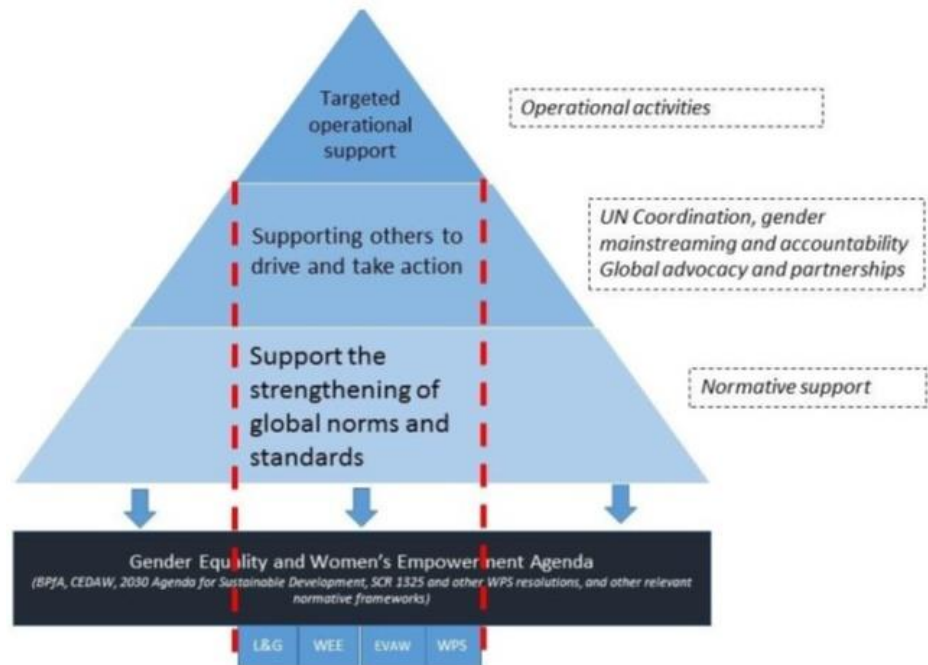 Targeted
operational
support
Operational activities
Supporting others to
drive and take action
UN Coordination, gender
mainstreaming and accountability
Global advocacy and partnerships
Support the
strengthening of
global norms and
standards
Normative support
Gender Equality and Women's Empowerment Agenda
(BPfA, CEDAW, 2030 Agenda for Sustainable Development, SCR 1325 and other WPS resolutions, and other relevant
normative frameworks)
L&G WEE EVAW WPS